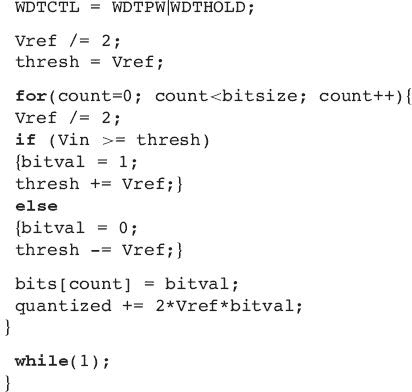 WDTCTL = WDTPW|WDTHOLD;
Vref /= 2;
thresh = Vref;
for(count=0; count<bitsize; count++){
Vref /= 2;
if (Vin >= thresh)
{bitval = 1;
thresh += Vref;}
else
{bitval = 0;
thresh -= Vref;}
bits[count] = bitval;
quantized += 2*Vref*bitval;
}
while(1);
}